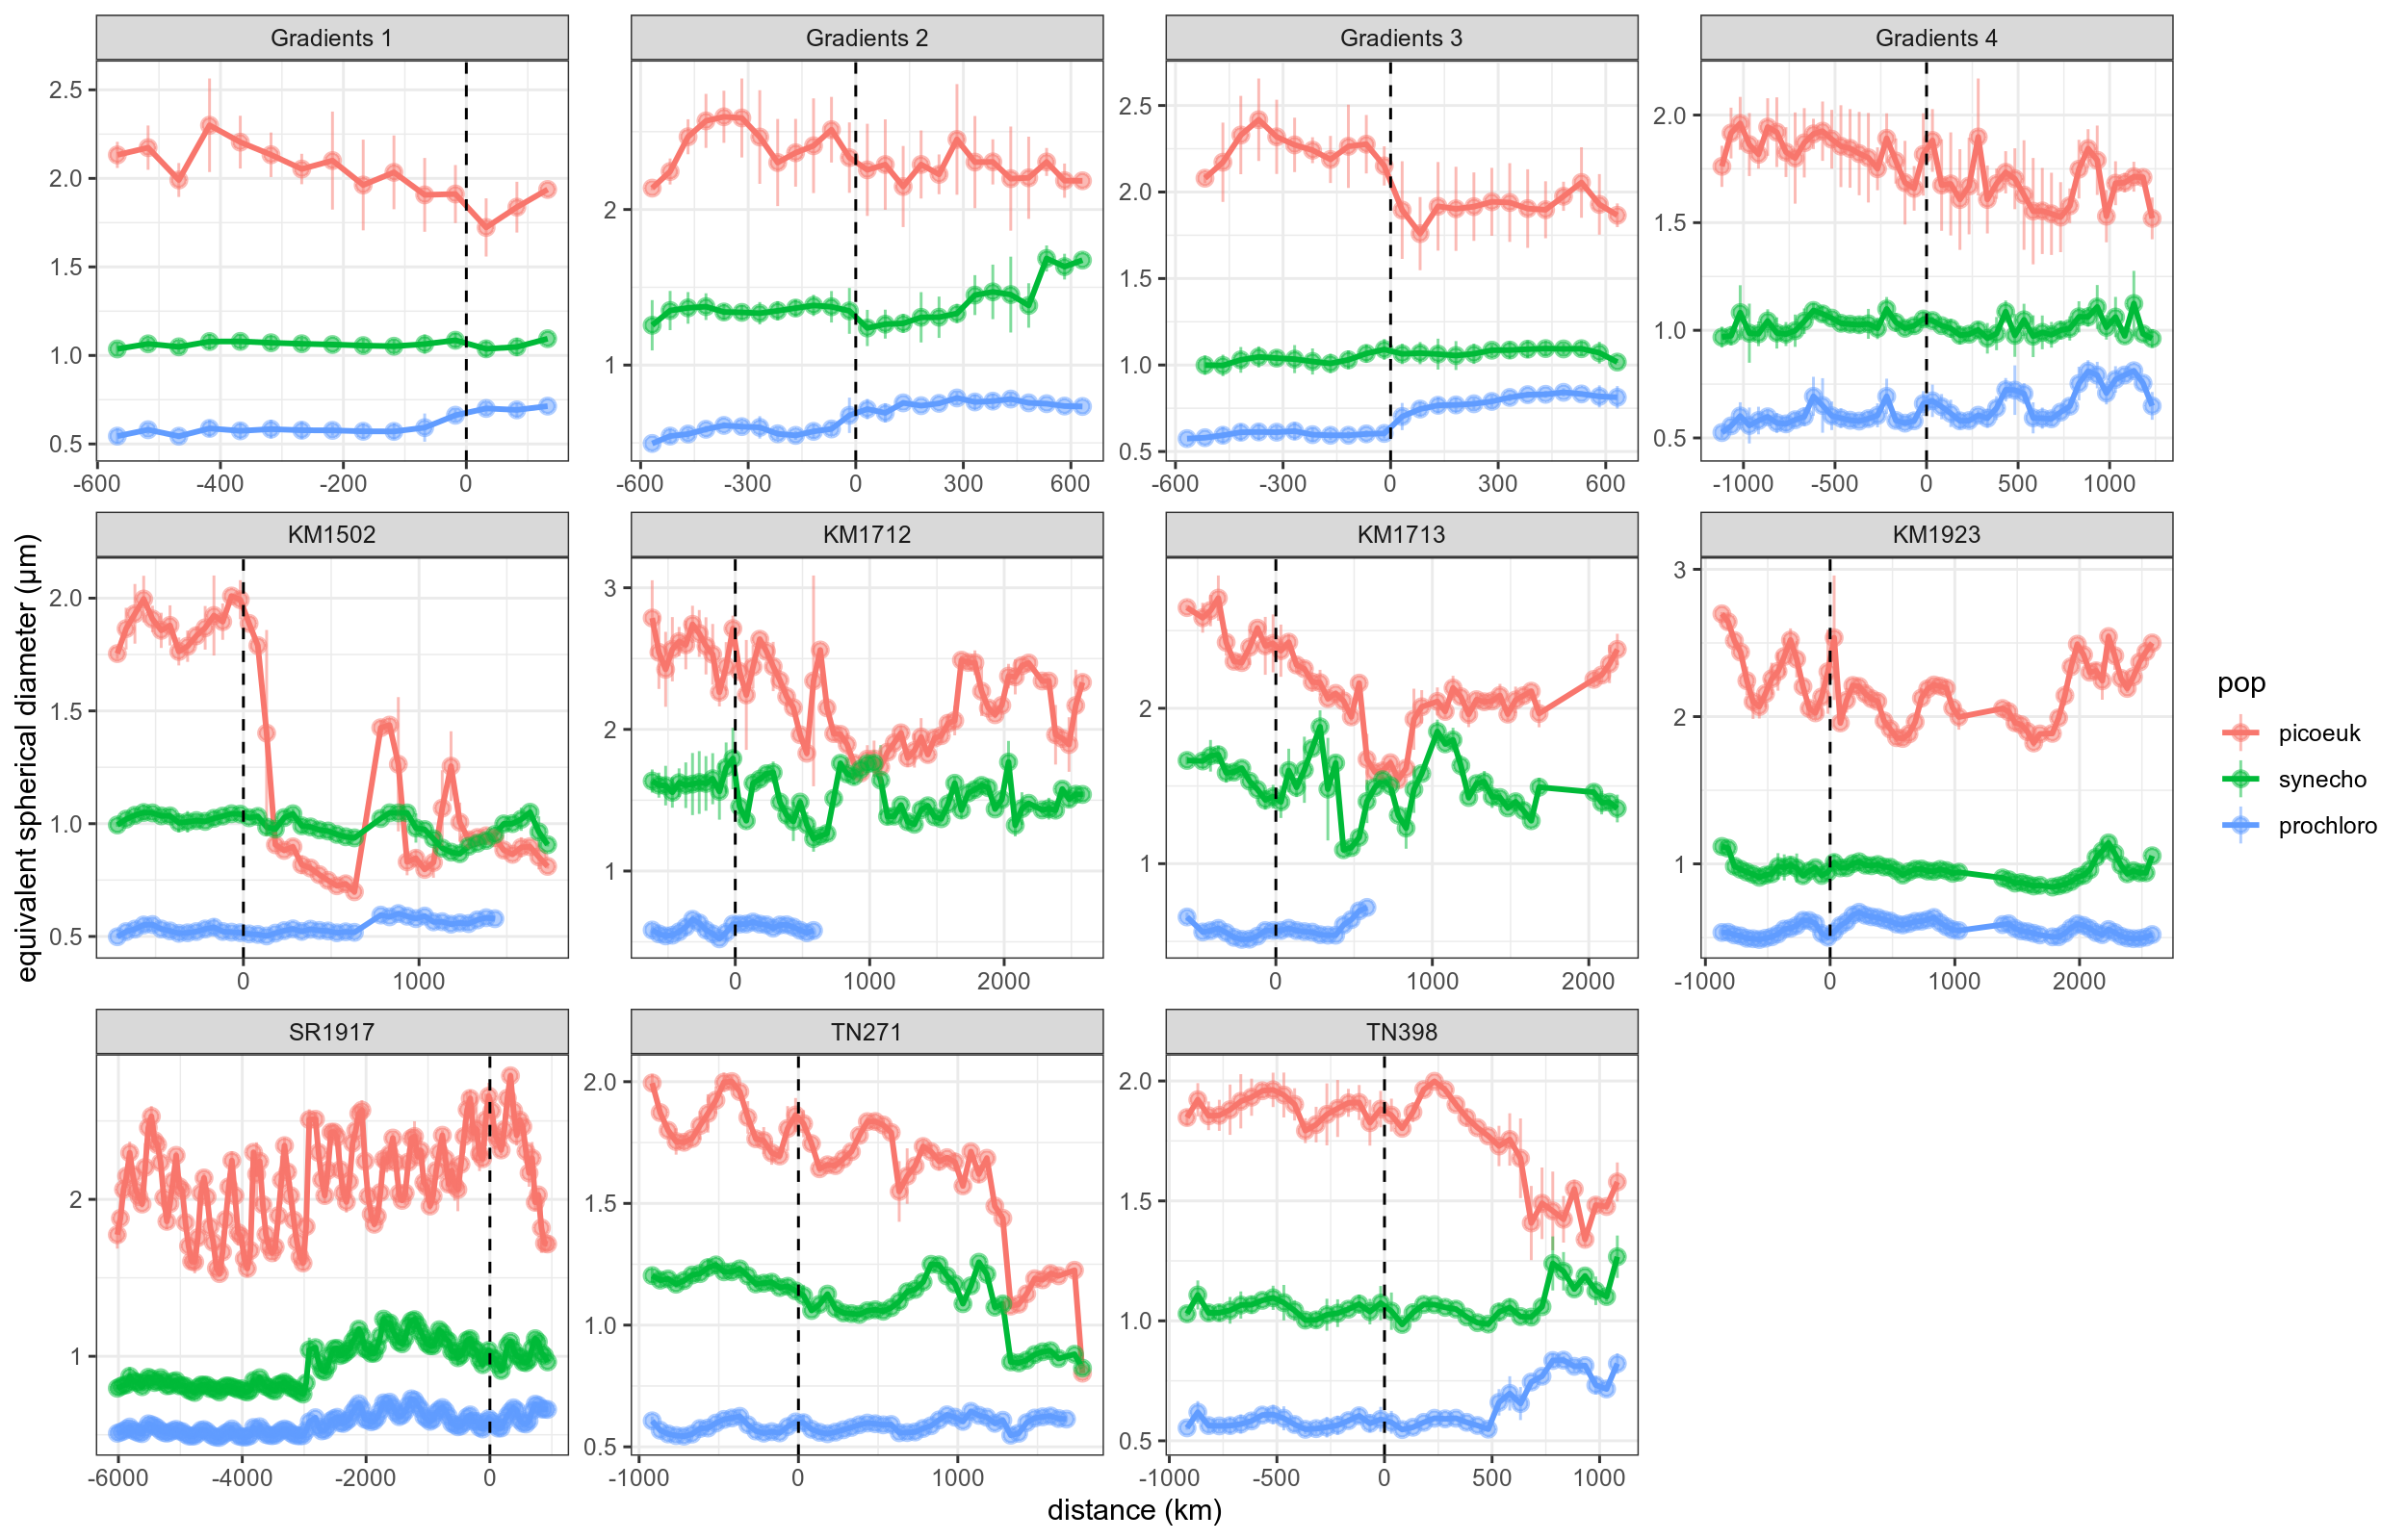 Gradients 1
Gradients 2
Gradients 3
Gradients 4
2.5
2.0
1.5
1.0
0.5
-600 -400 -200 0
2
1
-600 -300 0 300 600
2.5
2.0
1.5
1.0
0.5
-600 -300 0 300 600
2.0
1.5
1.0
0.5
-1000 -500 0 500 1000
KM1502
KM1712
KM1713
KM1923
2.0
1.5
1.0
0.5
0 1000
3
2
1
0 1000 2000
2
1
0 1000 2000
3
2
1
-1000 0 1000 2000
SR1917
TN271
TN398
2
1
-6000 -4000 -2000 0
2.0
1.5
1.0
0.5
-1000 0 1000
2.0
1.5
1.0
0.5
-1000 -500 0 500 1000
equivalent spherical diameter (μm)
distance (km)
pop
picoeuk
synecho
prochloro